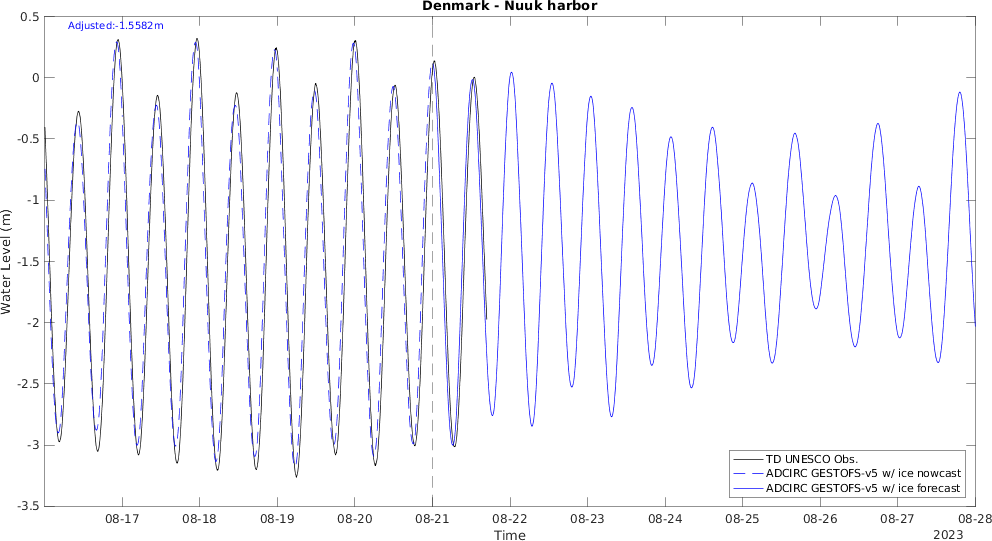 Denmark - Nuuk harbor
Adjusted:-1.5582m
0.5
0
-0.5
-1
-1.5
-2
-2.5
-3
-3.5
Water Level (m)
TD UNESCO Obs.
ADCIRC GESTOFS-v5 w/ ice nowcast
ADCIRC GESTOFS-v5 w/ ice forecast
08-17 08-18 08-19 08-20 08-21 08-22 08-23 08-24 08-25 08-26 08-27 08-28
Time
2023